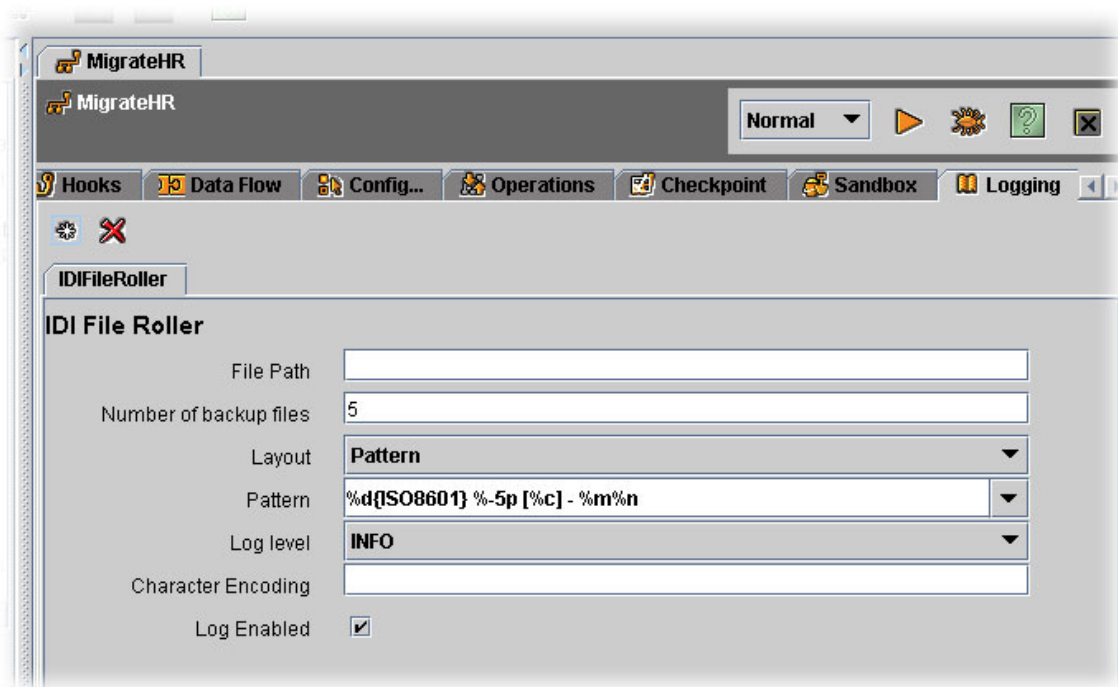 MigrateHR
MigrateHR
Normal
Hooks Data Flow Config... Operations Checkpoint Sandbox Logging
IDIFileRoller
IDI File Roller
File Path
Number of backup files 5
Layout Pattern
Pattern %d{ISO8601} %-5p [%c] - %m%n
Log level INFO
Character Encoding
Log Enabled